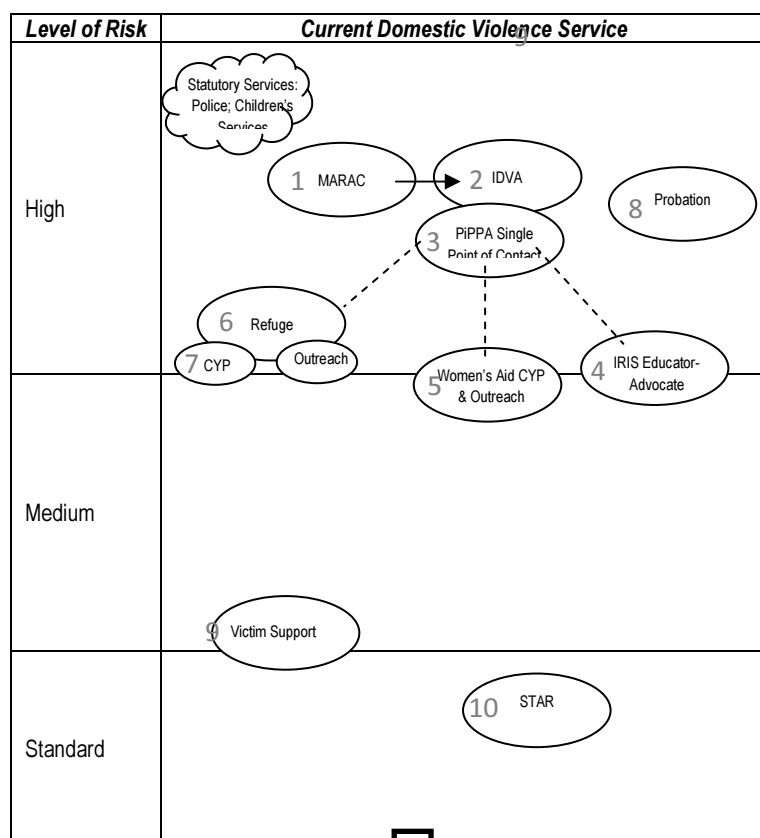 Level of Risk
Current Domestic Violence Service
9
Statutory Services:
Police; Children's
Services
High
1 MARAC
2 IDVA
8 Probation
3 PiPPA Single
Point of Contact
6 Refuge
7 CYP
Outreach
5 Women's Aid CYP
& Outreach
4 IRIS Educator-
Advocate
Medium
9 Victim Support
10 STAR
Standard